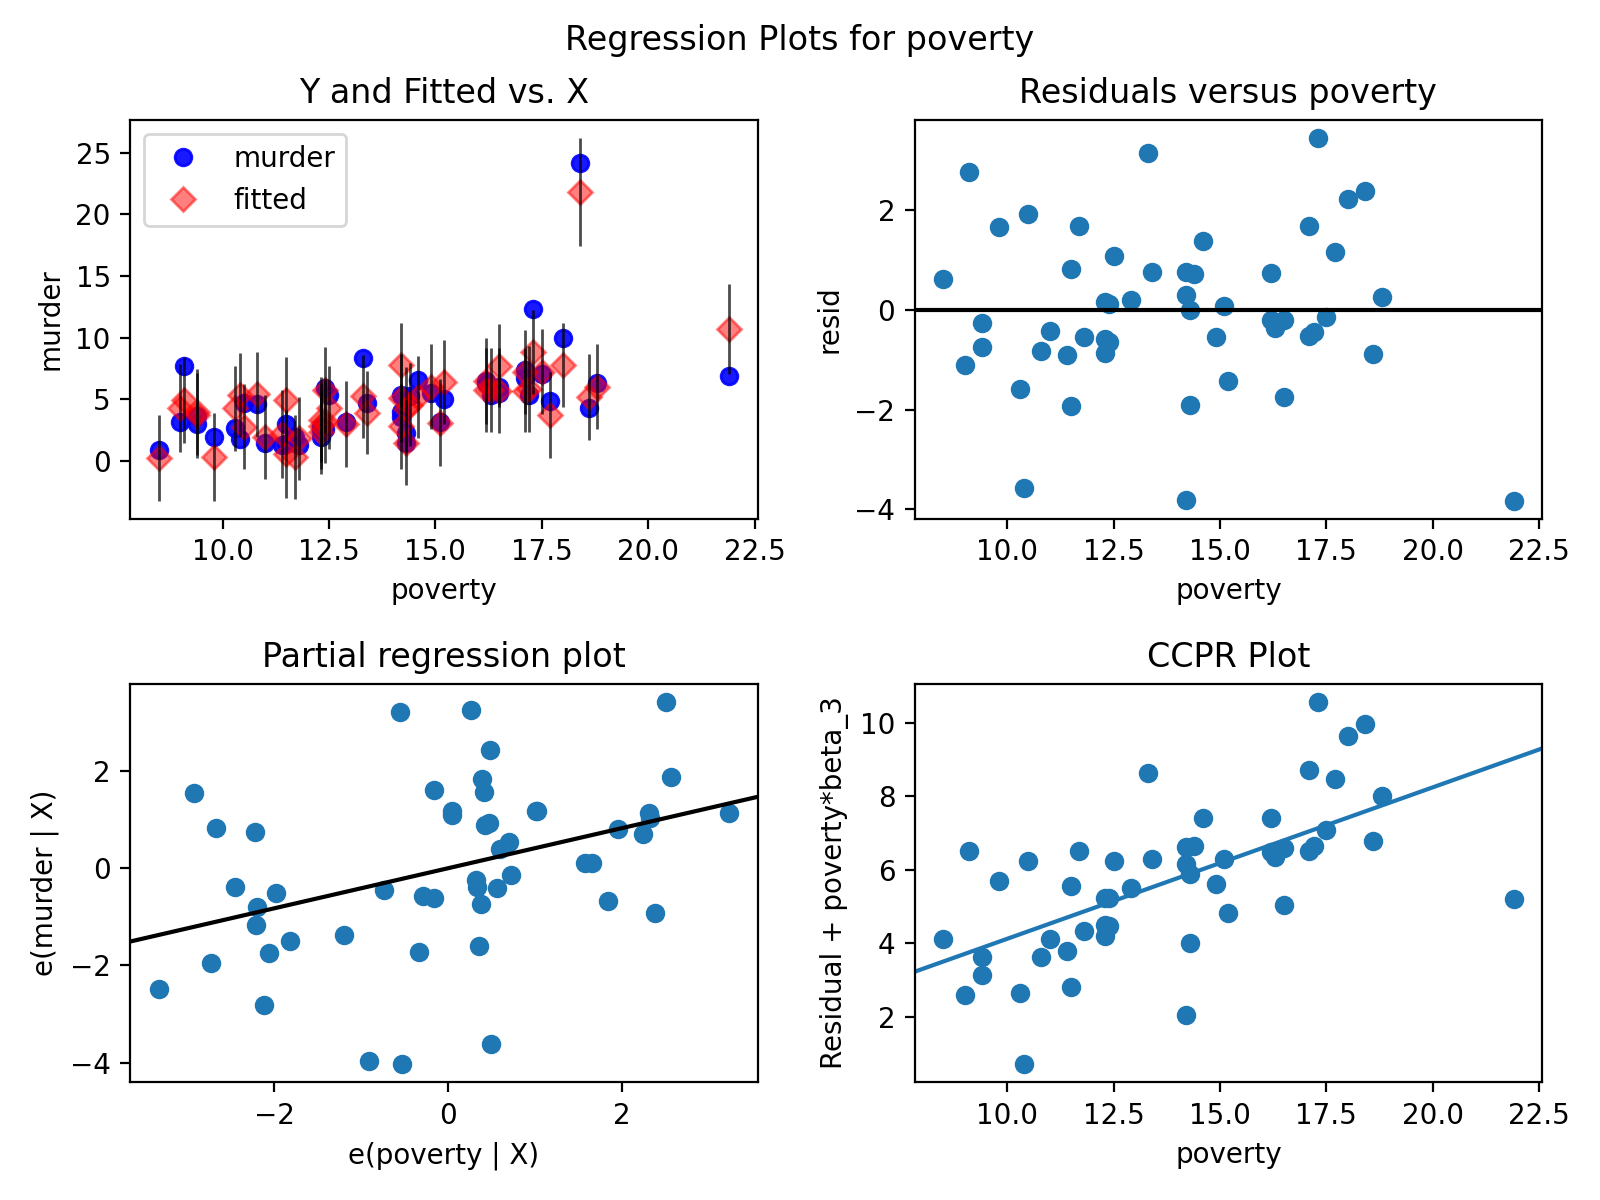 Regression Plots for poverty
Y and Fitted vs. X
murder
fitted
25
20
15
10
5
0
murder
10.0 12.5 15.0 17.5 20.0 22.5
poverty
Residuals versus poverty
2
0
−2
−4
resid
10.0 12.5 15.0 17.5 20.0 22.5
poverty
Partial regression plot
2
0
−2
−4
e(murder | X)
−2 0 2
e(poverty | X)
CCPR Plot
10
8
6
4
2
Residual + poverty*beta_3
10.0 12.5 15.0 17.5 20.0 22.5
poverty